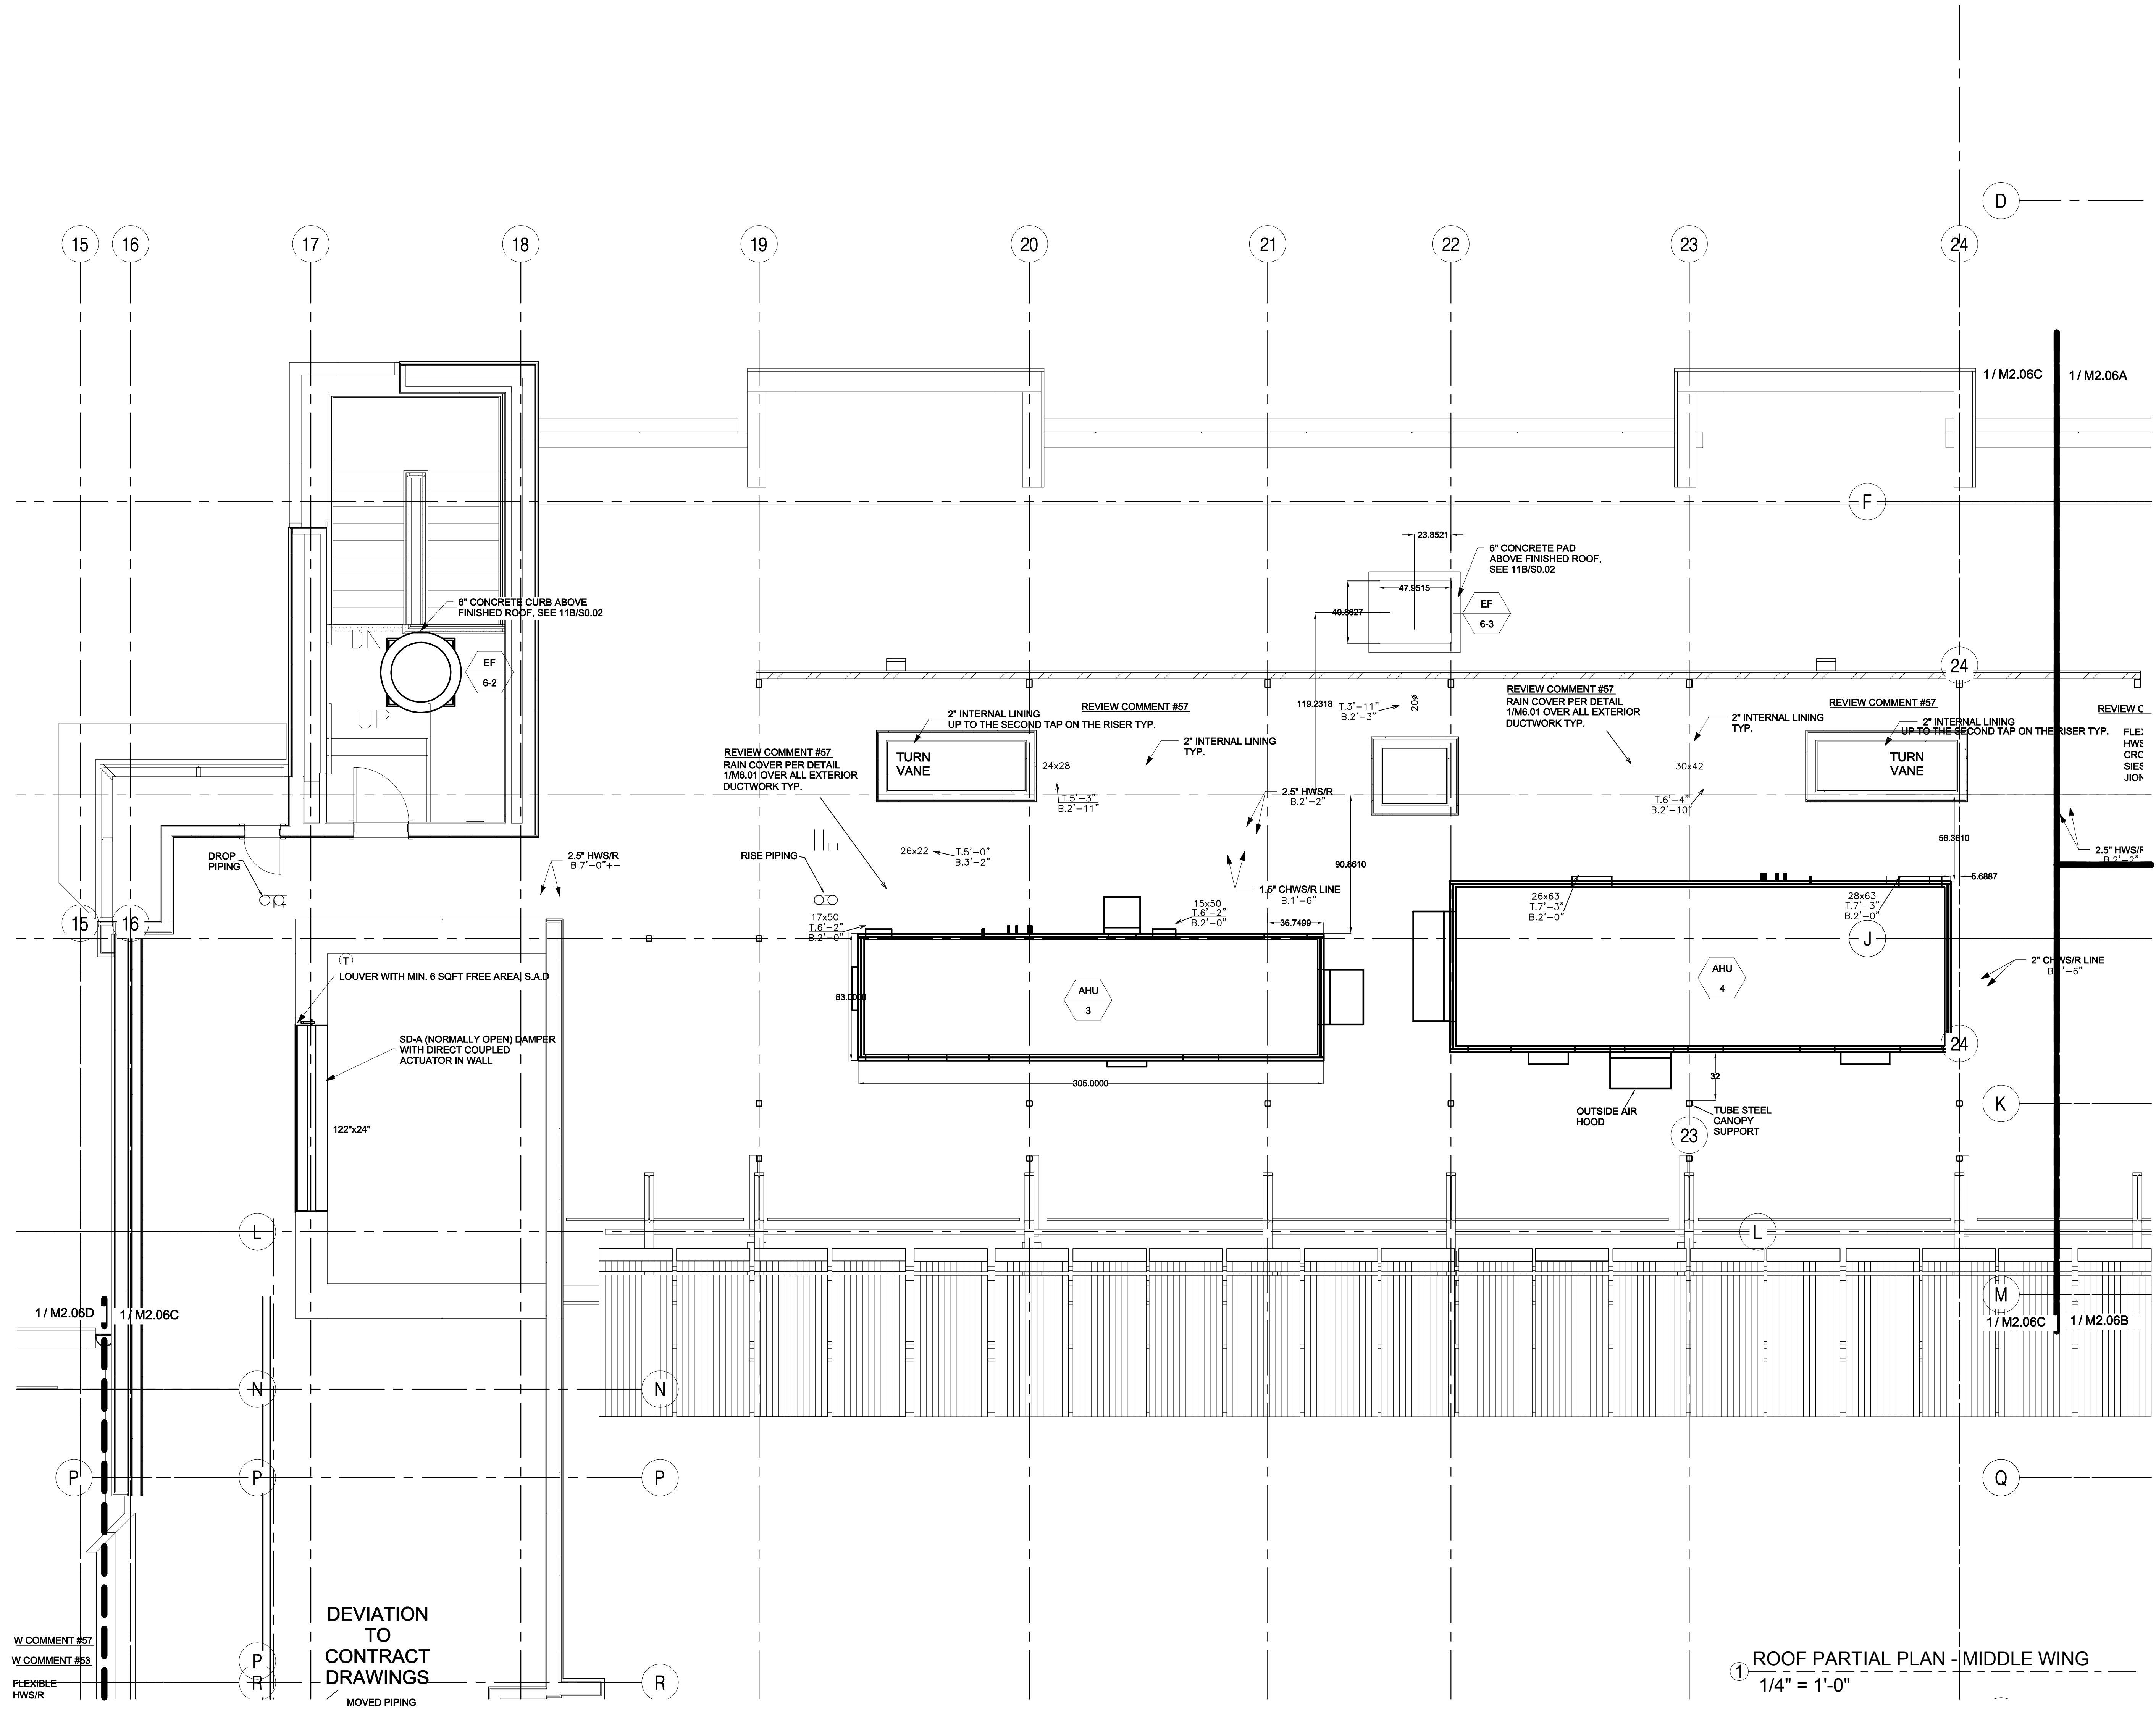 D
15
16
17
18
19
20
21
22
23
24
1 / M2.06C
1 / M2.06A
F
23.8521
6" CONCRETE PAD
ABOVE FINISHED ROOF,
SEE 11B/S0.02
47.9515
40.8627
EF
6-3
6" CONCRETE CURB ABOVE
FINISHED ROOF, SEE 11B/S0.02
DN
EF
6-2
UP
24
REVIEW COMMENT #57
2" INTERNAL LINING
UP TO THE SECOND TAP ON THE RISER TYP.
119.2318
T.3'-11"
B.2'-3"
20ø
REVIEW COMMENT #57
RAIN COVER PER DETAIL
1/M6.01 OVER ALL EXTERIOR
DUCTWORK TYP.
2" INTERNAL LINING
TYP.
REVIEW COMMENT #57
2" INTERNAL LINING
UP TO THE SECOND TAP ON THE RISER TYP.
REVIEW C
FLE
HWS
CRC
SIES
JION
REVIEW COMMENT #57
RAIN COVER PER DETAIL
1/M6.01 OVER ALL EXTERIOR
DUCTWORK TYP.
TURN
VANE
24x28
2" INTERNAL LINING
TYP.
30x42
TURN
VANE
T.5'-3"
B.2'-11"
2.5" HWS/R
B.2'-2"
T.6'-4"
B.2'-10"
56.3610
DROP
PIPING
2.5" HWS/R
B.7'-0"+-
RISE PIPING
26x22
T.5'-0"
B.3'-2"
90.8610
2.5" HWS/R
B.2'-2"
5.6887
1.5" CHWS/R LINE
B.1'-6"
26x63
T.7'-3"
B.2'-0"
28x63
T.7'-3"
B.2'-0"
15
16
17x50
T.6'-2"
B.2'-0"
15x50
T.6'-2"
B.2'-0"
36.7499
J
T
LOUVER WITH MIN. 6 SQFT FREE AREA, S.A.D
2" CHWS/R LINE
'-6"
83.0000
AHU
3
AHU
4
SD-A (NORMALLY OPEN) DAMPER
WITH DIRECT COUPLED
ACTUATOR IN WALL
24
305.0000
32
OUTSIDE AIR
HOOD
TUBE STEEL
CANOPY
SUPPORT
K
122"x24"
23
L
L
M
1 / M2.06D
1 / M2.06C
1 / M2.06C
1 / M2.06B
N
N
P
P
P
Q
DEVIATION
TO
CONTRACT
DRAWINGS
MOVED PIPING
W COMMENT #57
W COMMENT #53
FLEXIBLE
HWS/R
P
R
R
1
ROOF PARTIAL PLAN - MIDDLE WING
1/4" = 1'-0"